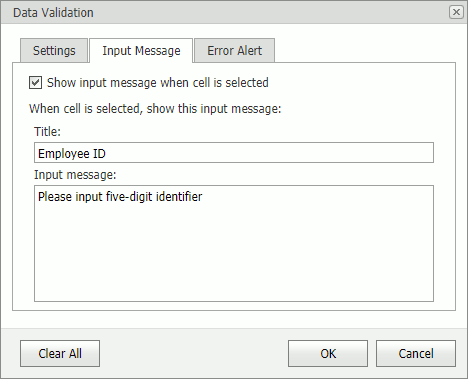 Data Validation
Settings
Input Message
Error Alert
Show input message when cell is selected
When cell is selected, show this input message:
Title:
Employee ID
Input message:
Please input five-digit identifier
Clear All
OK
Cancel